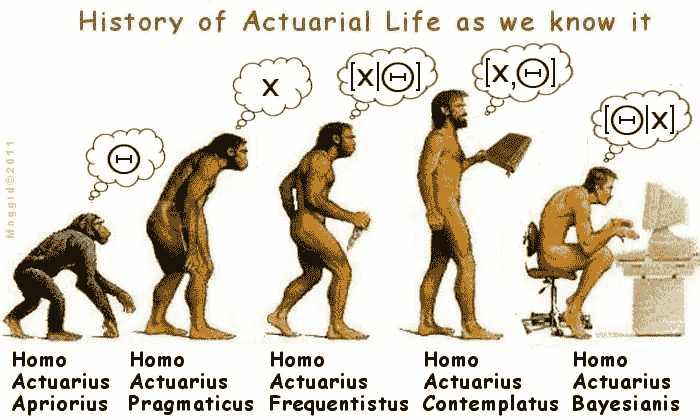 History of Actuarial Life as we know it
Θ
x
[x|Θ]
[x,Θ]
[Θ|x]
Maggid©2011
Homo
Actuarius
Apriorius
Homo
Actuarius
Pragmaticus
Homo
Actuarius
Frequentistus
Homo
Actuarius
Contemplatus
Homo
Actuarius
Bayesianis